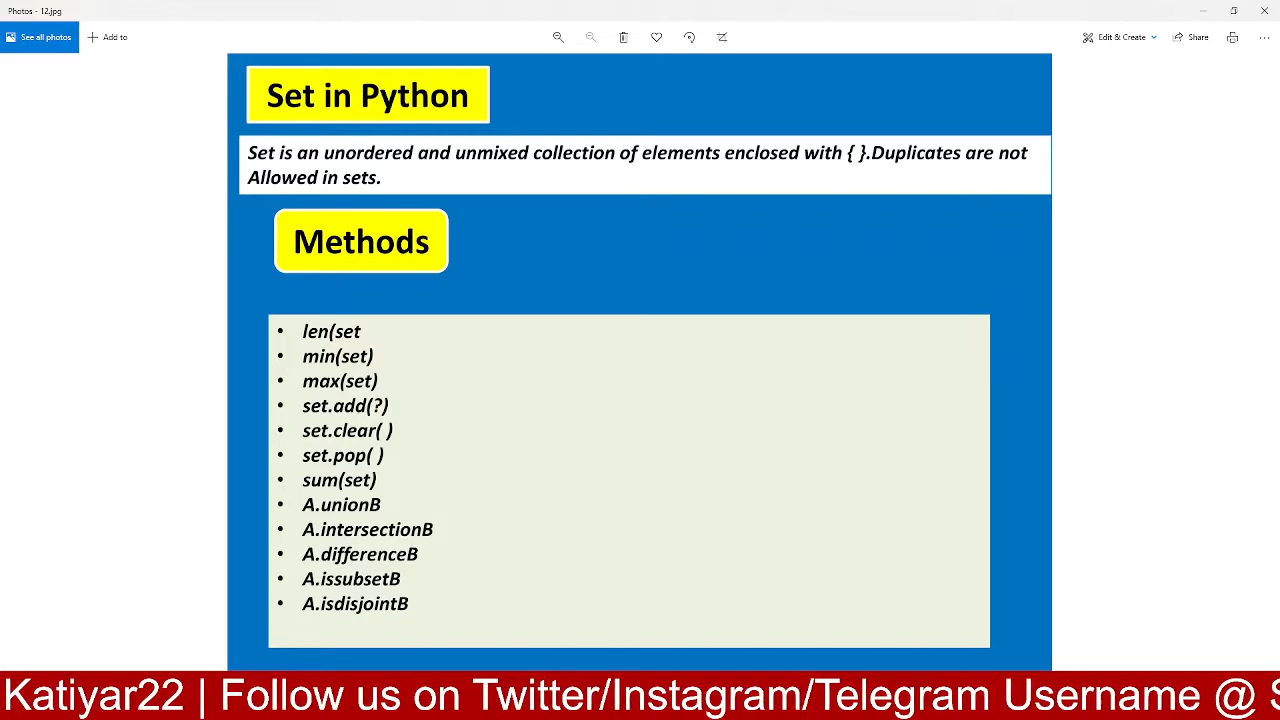 Photos - 12.jpg
See all photos
Add to
Edit & Create
Share
Set in Python
Set is an unordered and unmixed collection of elements enclosed with { }.Duplicates are not
Allowed in sets.
Methods
• len(set
• min(set)
• max(set)
• set.add(?)
• set.clear( )
• set.pop( )
• sum(set)
• A.unionB
• A.intersectionB
• A.differenceB
• A.issubsetB
• A.isdisjointB
Katiyar22 | Follow us on Twitter/Instagram/Telegram Username @ S